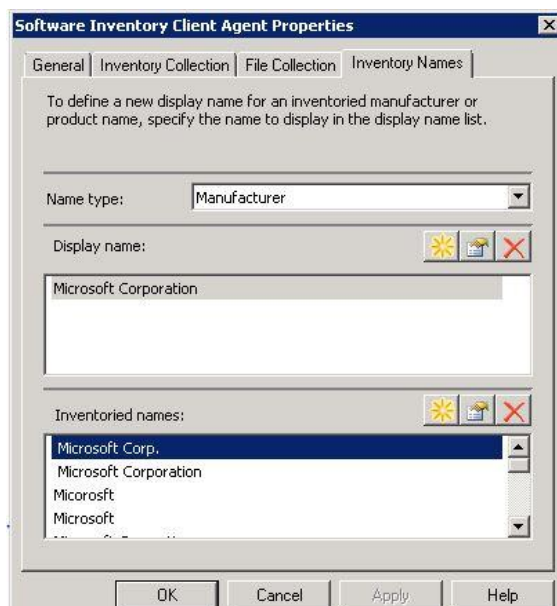 Software Inventory Client Agent Properties
General Inventory Collection File Collection Inventory Names
To define a new display name for an inventoried manufacturer or
product name, specify the name to display in the display name list.
Name type: Manufacturer
Display name:
Microsoft Corporation
Inventoried names:
Microsoft Corp.
Microsoft Corporation
Micorosft
Microsoft
OK Cancel Apply Help